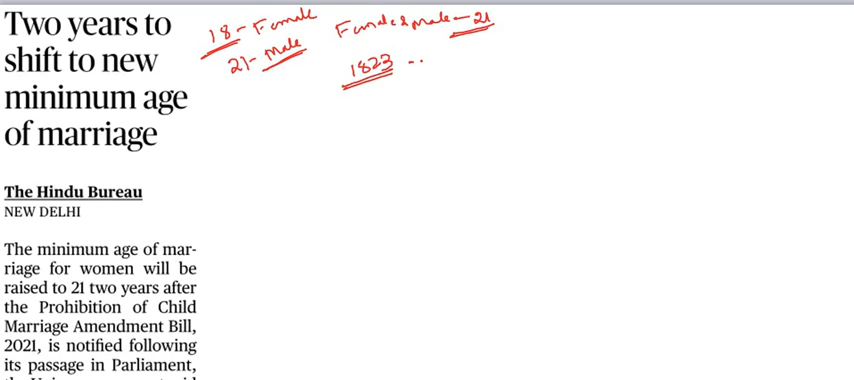 Two years to
shift to new
minimum age
of marriage
18 - Female
21 - Male
Female & male - 21
1823 ..
The Hindu Bureau
NEW DELHI
The minimum age of mar-
riage for women will be
raised to 21 two years after
the Prohibition of Child
Marriage Amendment Bill,
2021, is notified following
its passage in Parliament,